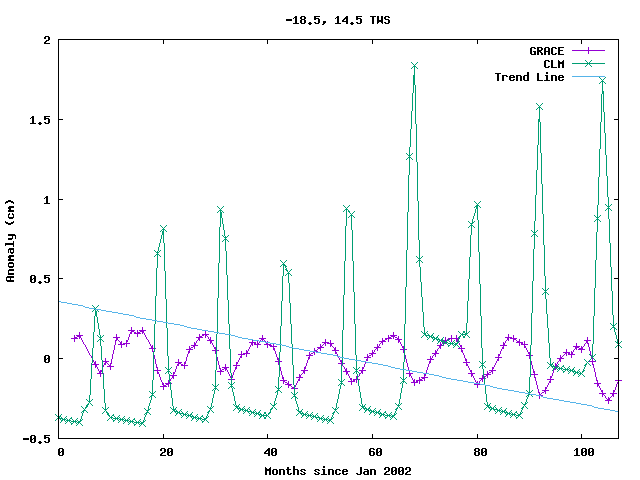 -18.5, 14.5 TWS
GRACE
CLM
Trend Line
2
1.5
1
0.5
0
-0.5
Anomaly (cm)
0 20 40 60 80 100
Months since Jan 2002